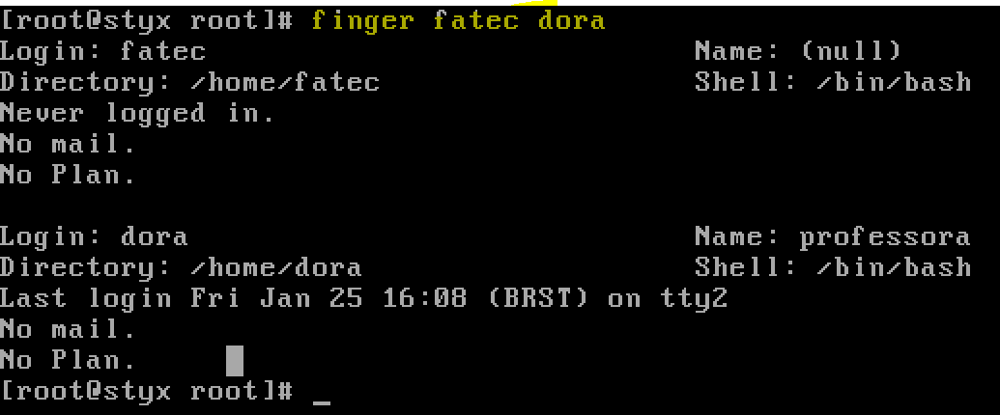 [root@styx root]# finger fatec dora
Login: fatec Name: (null)
Directory: /home/fatec Shell: /bin/bash
Never logged in.
No mail.
No Plan.

Login: dora Name: professora
Directory: /home/dora Shell: /bin/bash
Last login Fri Jan 25 16:08 (BRST) on tty2
No mail.
No Plan.
[root@styx root]# _